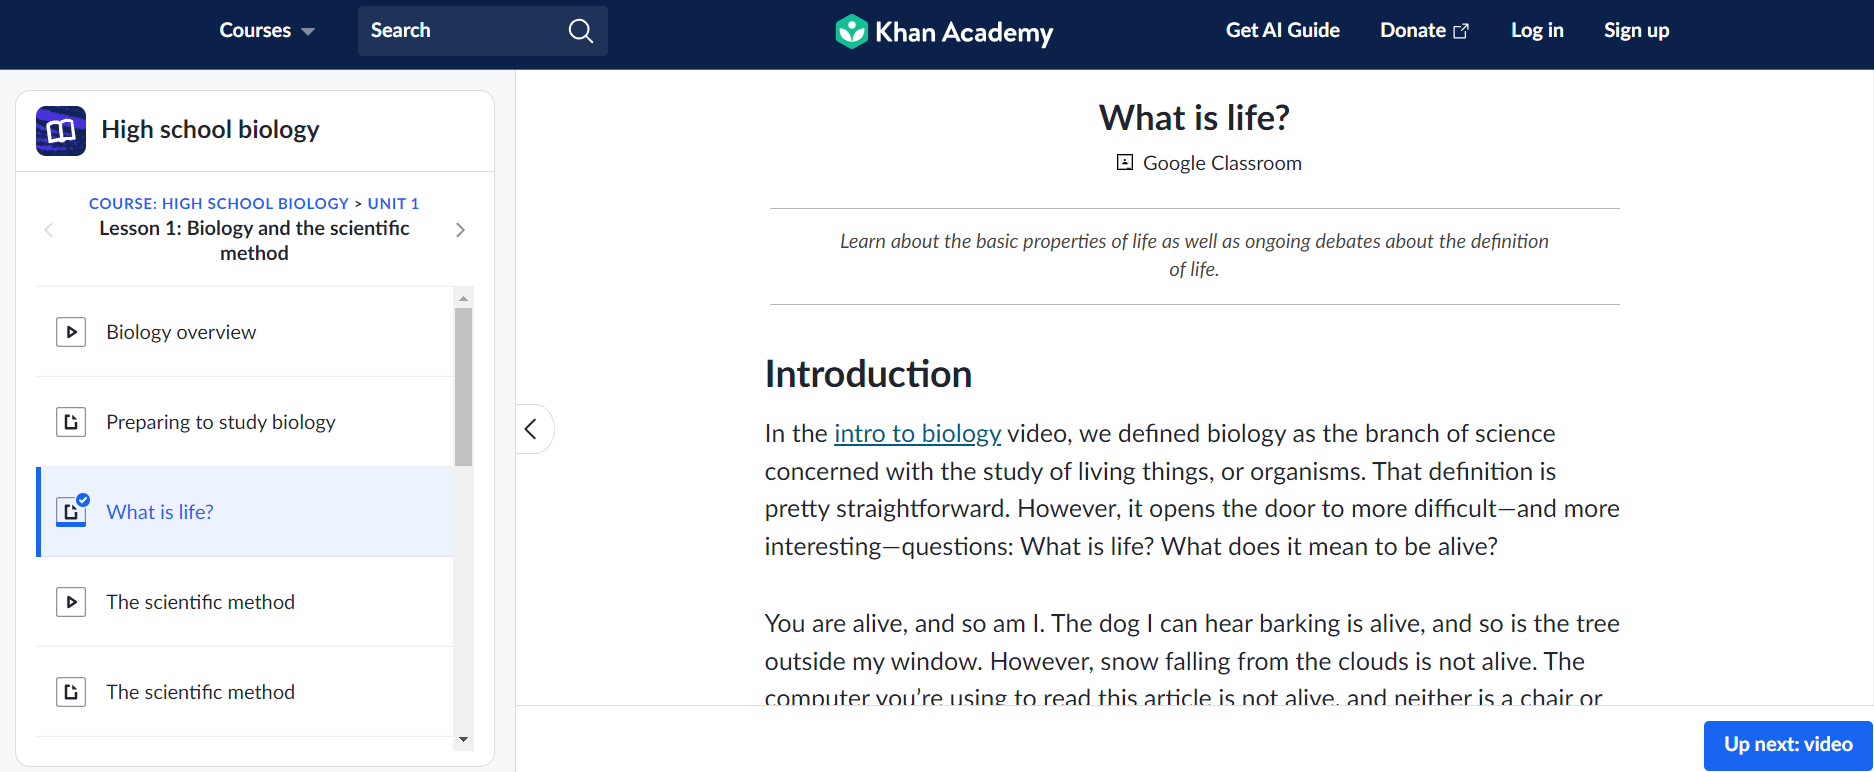 Courses
Search
Khan Academy
Get AI Guide
Donate
Log in
Sign up
High school biology
COURSE: HIGH SCHOOL BIOLOGY > UNIT 1
Lesson 1: Biology and the scientific
method
Biology overview
Preparing to study biology
What is life?
The scientific method
The scientific method
What is life?
Google Classroom
Learn about the basic properties of life as well as ongoing debates about the definition
of life.
Introduction
In the intro to biology video, we defined biology as the branch of science
concerned with the study of living things, or organisms. That definition is
pretty straightforward. However, it opens the door to more difficult—and more
interesting—questions: What is life? What does it mean to be alive?
You are alive, and so am I. The dog I can hear barking is alive, and so is the tree
outside my window. However, snow falling from the clouds is not alive. The
computer you're using to read this article is not alive, and neither is a chair or
Up next: video